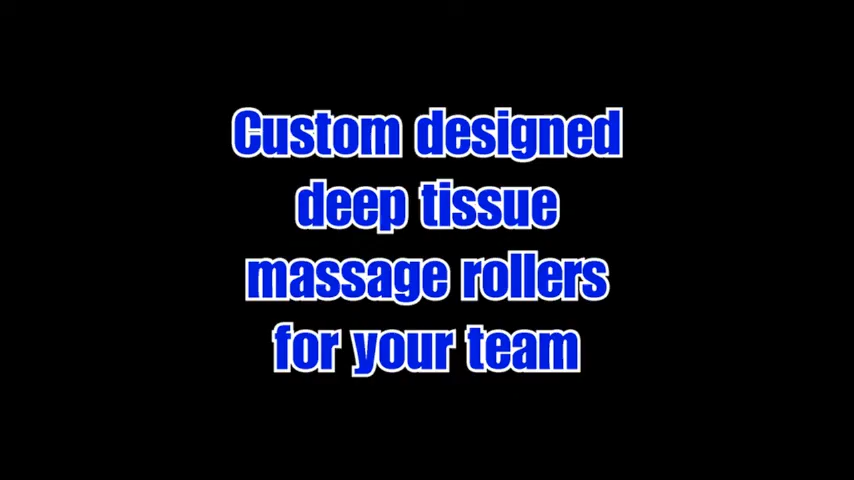 Custom designed
deep tissue
massage rollers
for your team